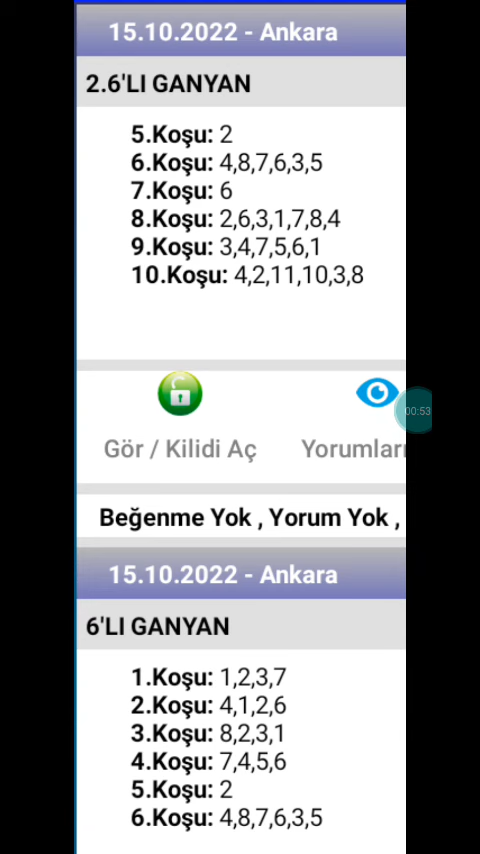 15.10.2022 - Ankara
2.6'LI GANYAN
5.Koşu: 2
6.Koşu: 4,8,7,6,3,5
7.Koşu: 6
8.Koşu: 2,6,3,1,7,8,4
9.Koşu: 3,4,7,5,6,1
10.Koşu: 4,2,11,10,3,8
00:53
Gör / Kilidi Aç Yorumları
Beğenme Yok , Yorum Yok ,
15.10.2022 - Ankara
6'LI GANYAN
1.Koşu: 1,2,3,7
2.Koşu: 4,1,2,6
3.Koşu: 8,2,3,1
4.Koşu: 7,4,5,6
5.Koşu: 2
6.Koşu: 4,8,7,6,3,5